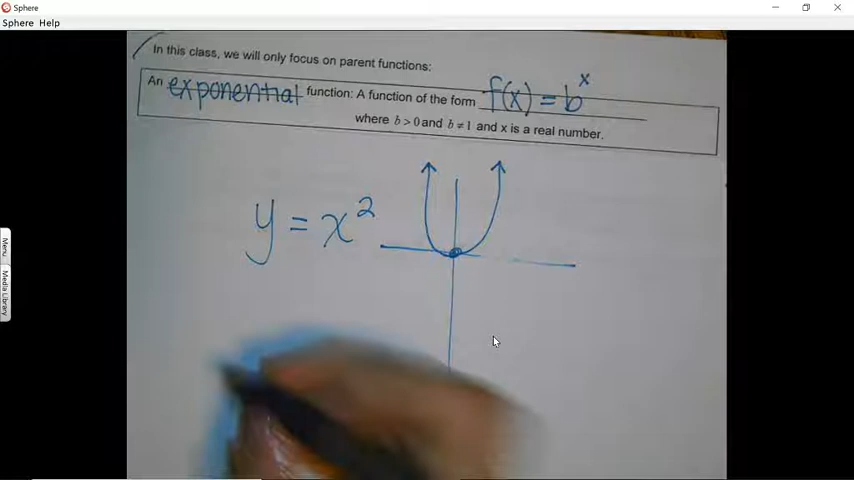 Sphere
Sphere Help
In this class, we will only focus on parent functions:
An exponential function: A function of the form f(x) = b^x
where b > 0 and b ≠ 1 and x is a real number.
y = x^2
Menu
Media Library